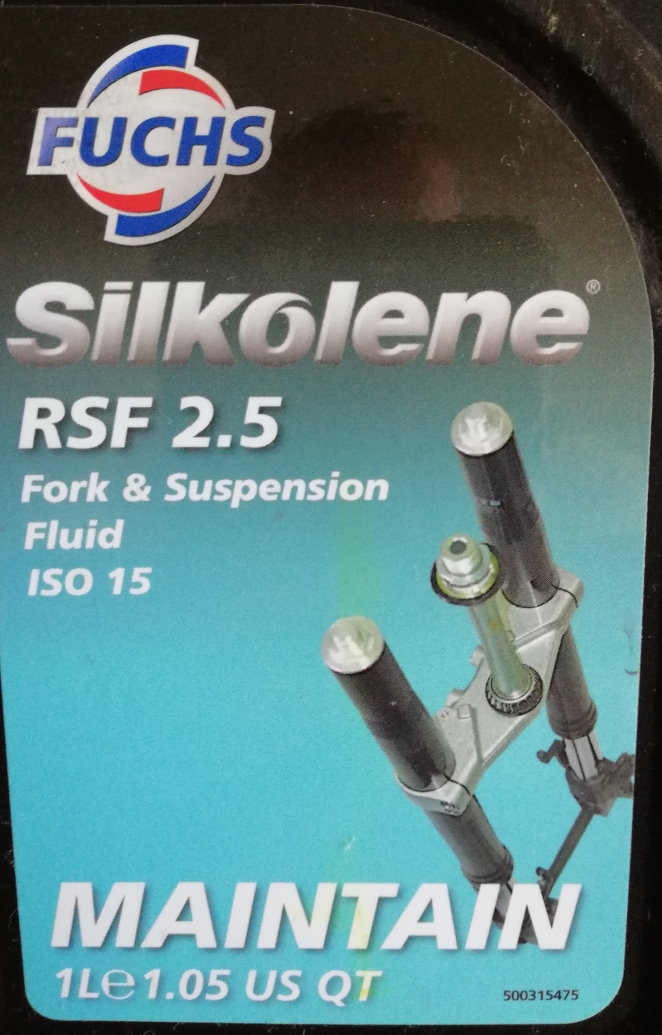 FUCHS
Silkolene®
RSF 2.5
Fork & Suspension
Fluid
ISO 15
MAINTAIN
1L℮1.05 US QT
500315475